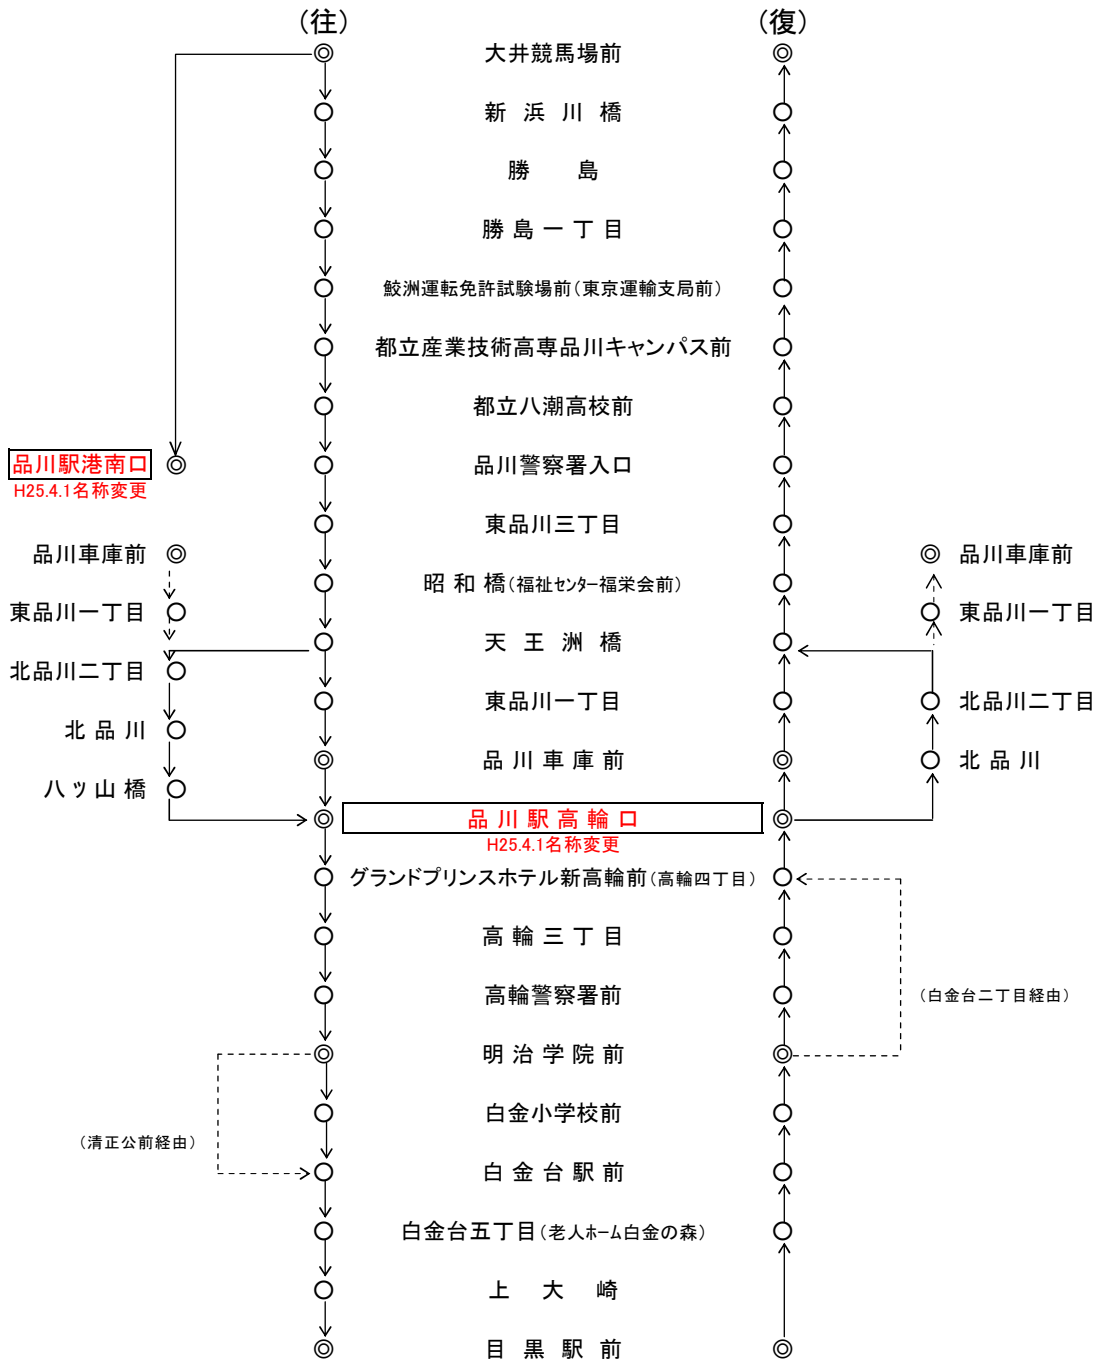 (往)
(復)
大井競馬場前
新浜川橋
勝島
勝島一丁目
鮫洲運転免許試験場前(東京運輸支局前)
都立産業技術高専品川キャンパス前
都立八潮高校前
品川駅港南口
品川警察署入口
H25.4.1名称変更
東品川三丁目
品川車庫前
昭和橋(福祉センター福栄会前)
品川車庫前
東品川一丁目
天王洲橋
東品川一丁目
北品川二丁目
東品川一丁目
北品川二丁目
北品川
品川車庫前
北品川
八ッ山橋
品川駅高輪口
H25.4.1名称変更
グランドプリンスホテル新高輪前(高輪四丁目)
高輪三丁目
高輪警察署前
(白金台二丁目経由)
明治学院前
白金小学校前
(清正公前経由)
白金台駅前
白金台五丁目(老人ホーム白金の森)
上大崎
目黒駅前